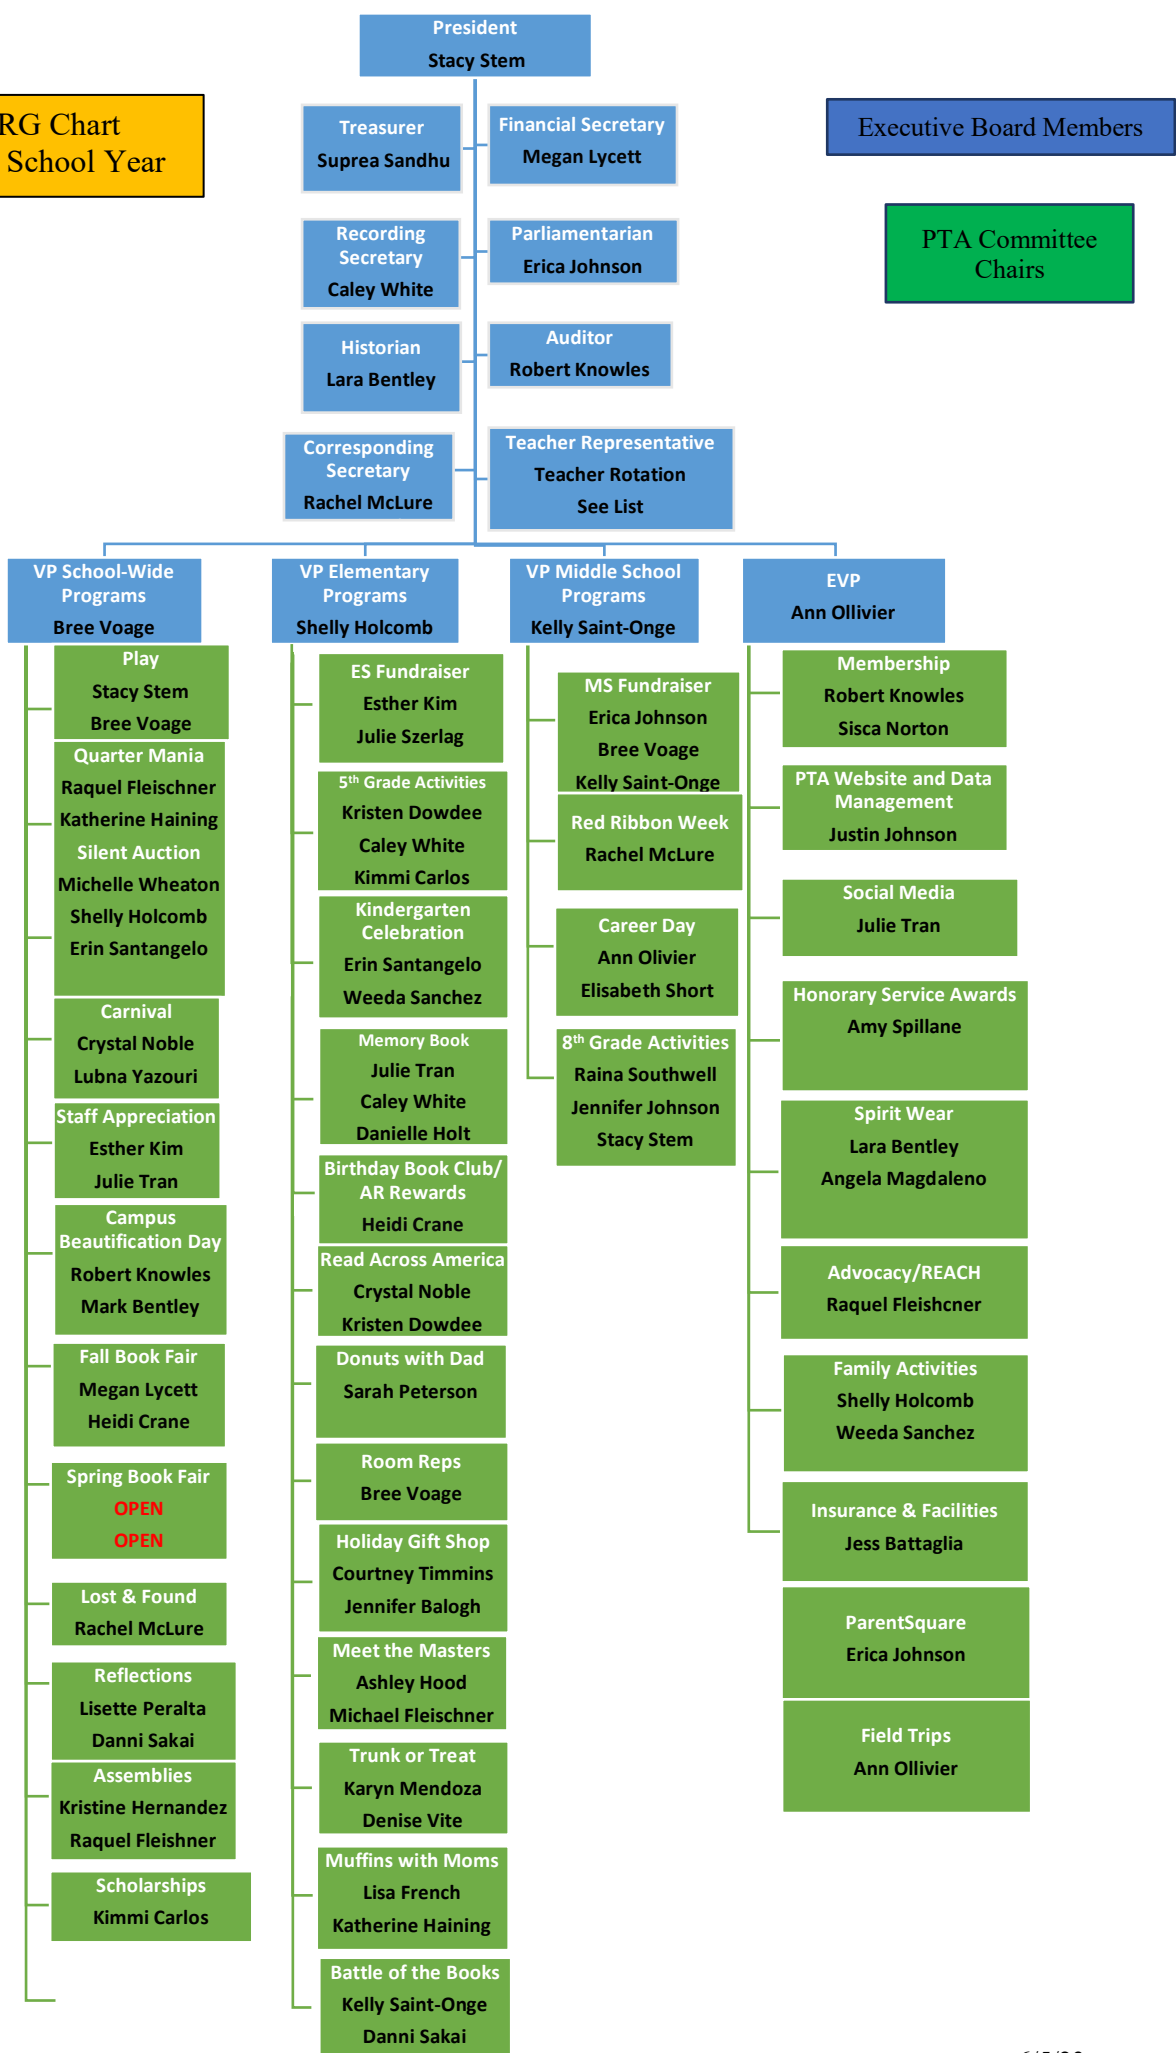 President
Stacy Stem
RG Chart
School Year
Executive Board Members
PTA Committee
Chairs
Treasurer
Suprea Sandhu
Financial Secretary
Megan Lycett
Recording
Secretary
Caley White
Parliamentarian
Erica Johnson
Historian
Lara Bentley
Auditor
Robert Knowles
Corresponding
Secretary
Rachel McLure
Teacher Representative
Teacher Rotation
See List
VP School-Wide
Programs
Bree Voage
VP Elementary
Programs
Shelly Holcomb
VP Middle School
Programs
Kelly Saint-Onge
EVP
Ann Ollivier
Play
Stacy Stem
Bree Voage
Quarter Mania
Raquel Fleischner
Katherine Haining
Silent Auction
Michelle Wheaton
Shelly Holcomb
Erin Santangelo
Carnival
Crystal Noble
Lubna Yazouri
Staff Appreciation
Esther Kim
Julie Tran
Campus
Beautification Day
Robert Knowles
Mark Bentley
Fall Book Fair
Megan Lycett
Heidi Crane
Spring Book Fair
OPEN
OPEN
Lost & Found
Rachel McLure
Reflections
Lisette Peralta
Danni Sakai
Assemblies
Kristine Hernandez
Raquel Fleishner
Scholarships
Kimmi Carlos
ES Fundraiser
Esther Kim
Julie Szerlag
5th Grade Activities
Kristen Dowdee
Caley White
Kimmi Carlos
Kindergarten
Celebration
Erin Santangelo
Weeda Sanchez
Memory Book
Julie Tran
Caley White
Danielle Holt
Birthday Book Club/
AR Rewards
Heidi Crane
Read Across America
Crystal Noble
Kristen Dowdee
Donuts with Dad
Sarah Peterson
Room Reps
Bree Voage
Holiday Gift Shop
Courtney Timmins
Jennifer Balogh
Meet the Masters
Ashley Hood
Michael Fleischner
Trunk or Treat
Karyn Mendoza
Denise Vite
Muffins with Moms
Lisa French
Katherine Haining
Battle of the Books
Kelly Saint-Onge
Danni Sakai
MS Fundraiser
Erica Johnson
Bree Voage
Kelly Saint-Onge
Red Ribbon Week
Rachel McLure
Career Day
Ann Olivier
Elisabeth Short
8th Grade Activities
Raina Southwell
Jennifer Johnson
Stacy Stem
Membership
Robert Knowles
Sisca Norton
PTA Website and Data
Management
Justin Johnson
Social Media
Julie Tran
Honorary Service Awards
Amy Spillane
Spirit Wear
Lara Bentley
Angela Magdaleno
Advocacy/REACH
Raquel Fleishcner
Family Activities
Shelly Holcomb
Weeda Sanchez
Insurance & Facilities
Jess Battaglia
ParentSquare
Erica Johnson
Field Trips
Ann Ollivier